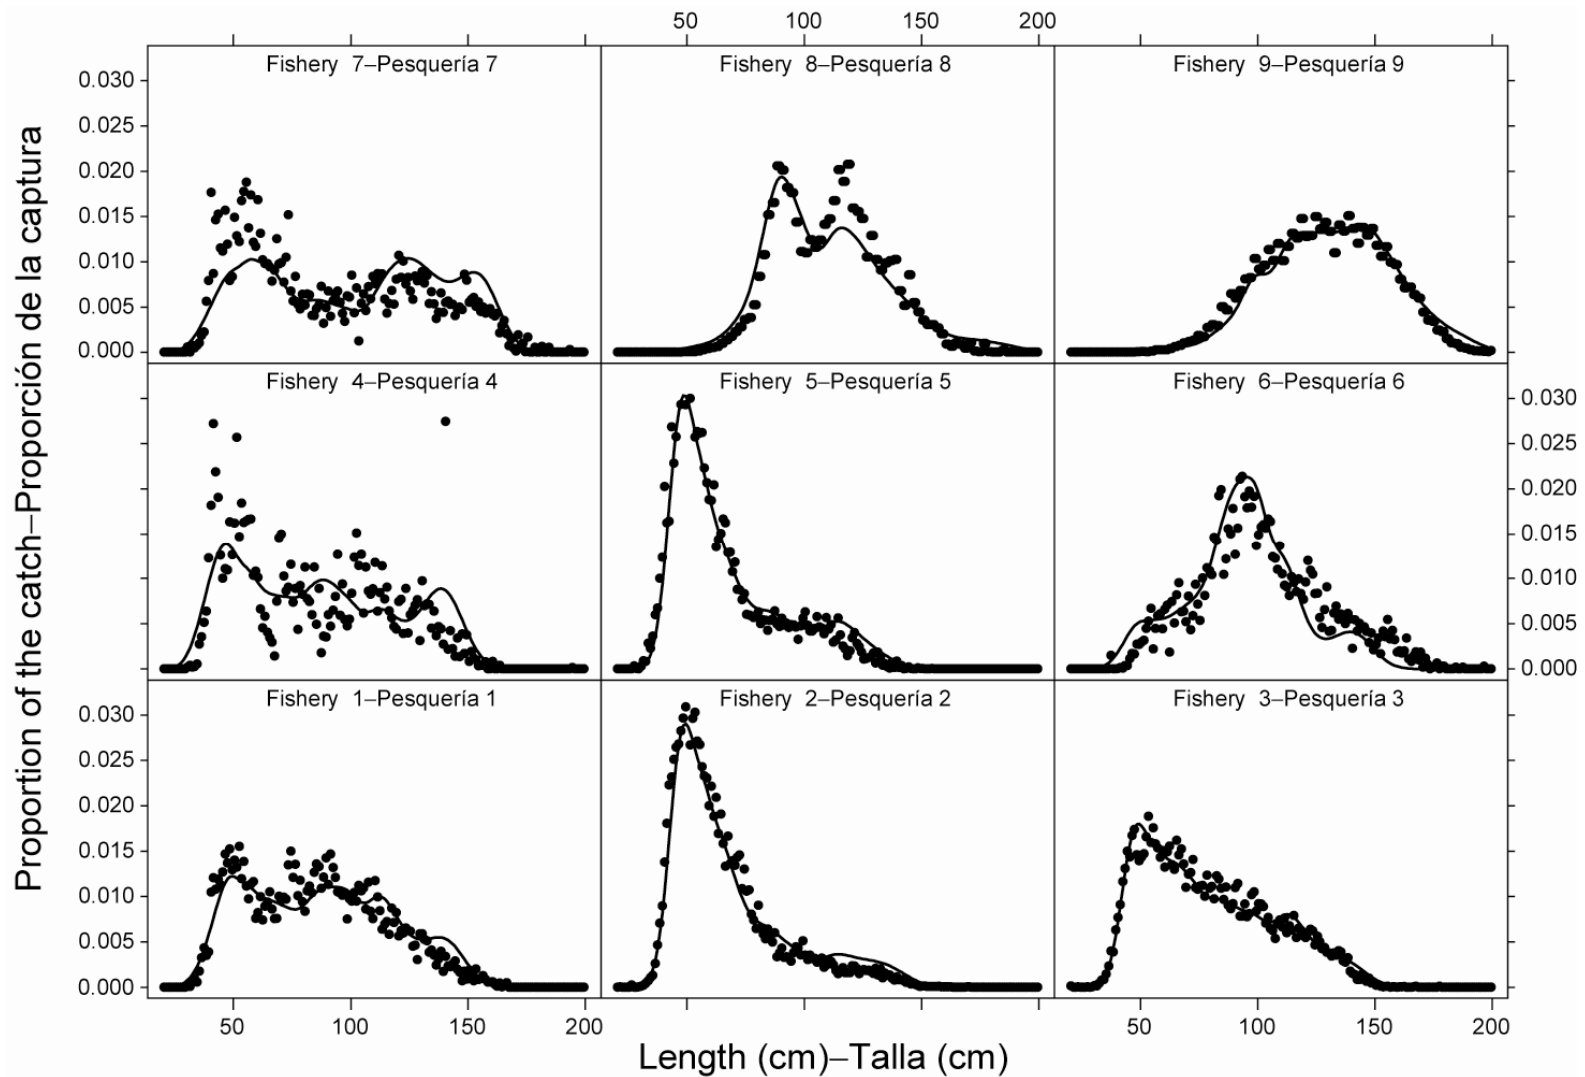 50 100 150 200
Fishery 7–Pesquería 7
Fishery 8–Pesquería 8
Fishery 9–Pesquería 9
0.030
0.025
0.020
0.015
0.010
0.005
0.000
Fishery 4–Pesquería 4
Fishery 5–Pesquería 5
Fishery 6–Pesquería 6
0.030
0.025
0.020
0.015
0.010
0.005
0.000
Fishery 1–Pesquería 1
Fishery 2–Pesquería 2
Fishery 3–Pesquería 3
0.030
0.025
0.020
0.015
0.010
0.005
0.000
50 100 150 200
50 100 150 200
Length (cm)–Talla (cm)
Proportion of the catch–Proporción de la captura